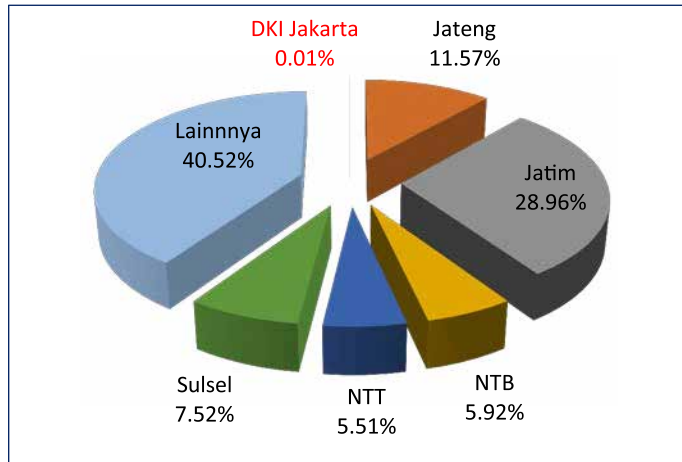 DKI Jakarta
0.01%
Jateng
11.57%
Lainnnya
40.52%
Jatim
28.96%
Sulsel
7.52%
NTT
5.51%
NTB
5.92%